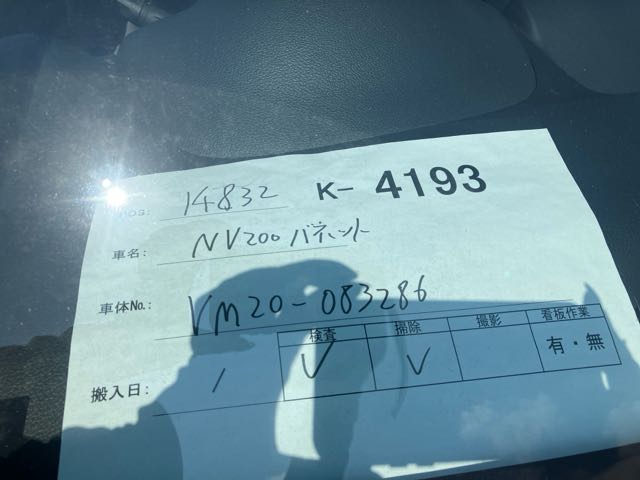 OS: 14832 K- 4193
車名: NV200 バネット
車体No.: VM20-083286
検査 掃除 撮影 看板作業
搬入日: / ✓ ✓ 有・無